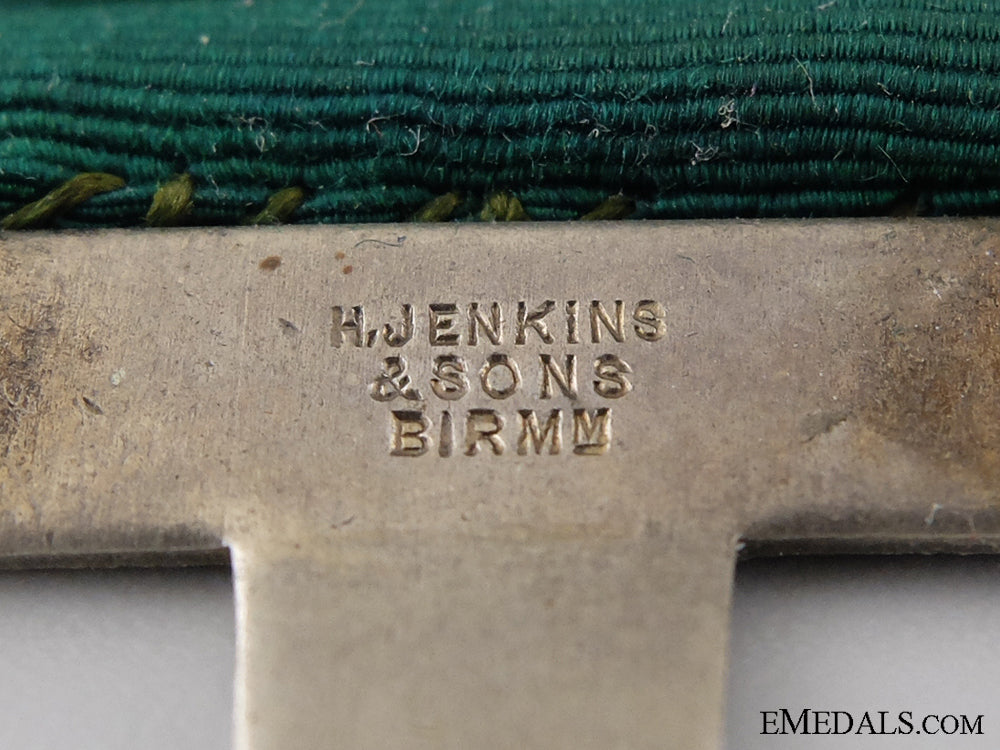 H. JENKINS
& SONS
BIRMM
EMEDALS.COM